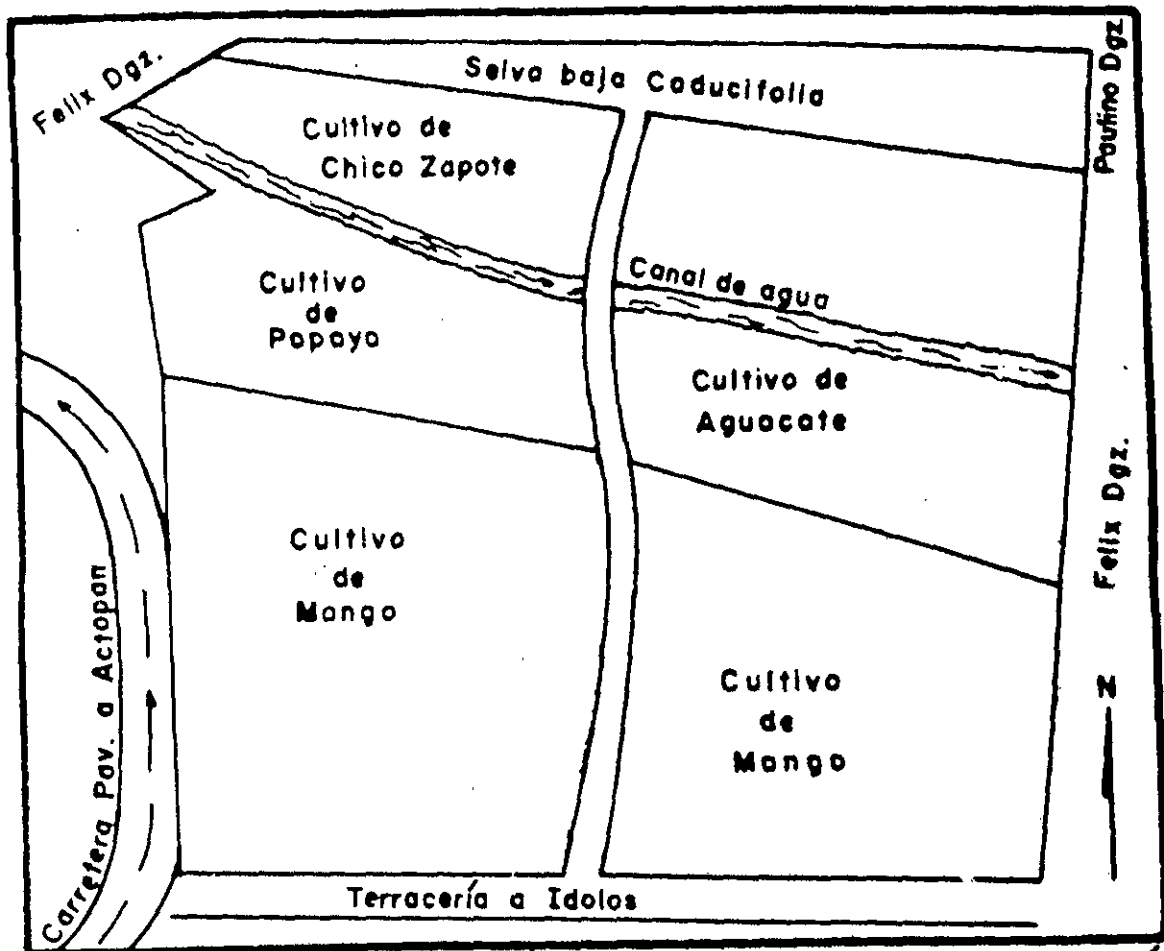 Felix Dgz.
Selva baja Caducifolia
Paulino Dgz
Cultivo de
Chico Zapote
Cultivo
de
Papaya
Canal de agua
Cultivo de
Aguacate
Felix Dgz.
Cultivo
de
Mango
Cultivo
de
Mango
N
Carretera Pav. a Actopan
Terracería a Idolos